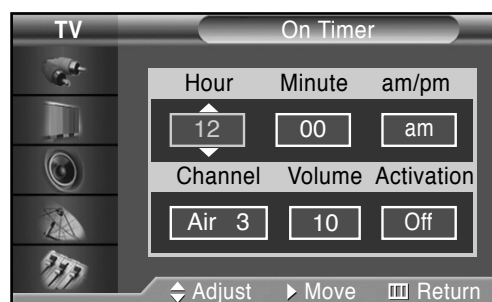 TV On Timer
Hour Minute am/pm
12 00 am
Channel Volume Activation
Air 3 10 Off
Adjust Move Return